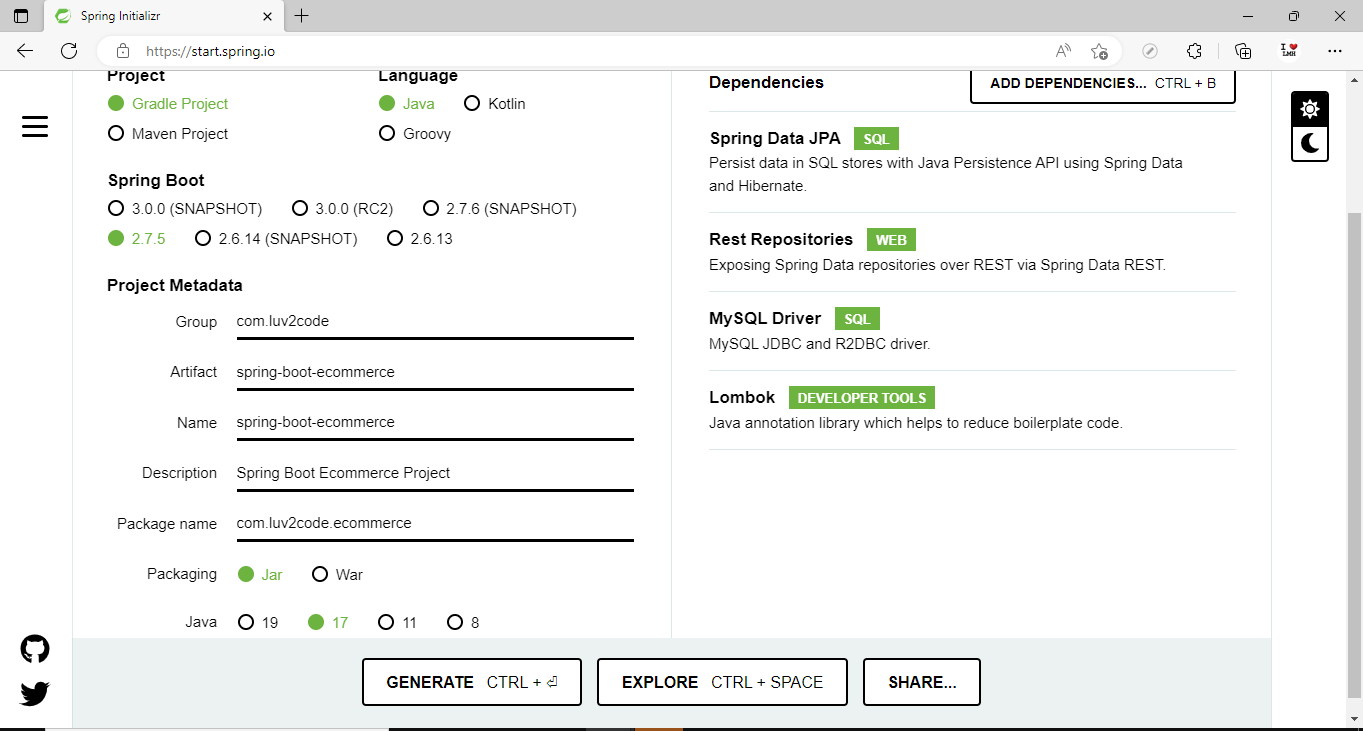 Spring Initializr
https://start.spring.io
I ♥ LMH
Project
Gradle Project
Maven Project
Language
Java Kotlin
Groovy
Spring Boot
3.0.0 (SNAPSHOT) 3.0.0 (RC2) 2.7.6 (SNAPSHOT)
2.7.5 2.6.14 (SNAPSHOT) 2.6.13
Project Metadata
Group com.luv2code
Artifact spring-boot-ecommerce
Name spring-boot-ecommerce
Description Spring Boot Ecommerce Project
Package name com.luv2code.ecommerce
Packaging Jar War
Java 19 17 11 8
Dependencies
ADD DEPENDENCIES... CTRL + B
Spring Data JPA SQL
Persist data in SQL stores with Java Persistence API using Spring Data
and Hibernate.
Rest Repositories WEB
Exposing Spring Data repositories over REST via Spring Data REST.
MySQL Driver SQL
MySQL JDBC and R2DBC driver.
Lombok DEVELOPER TOOLS
Java annotation library which helps to reduce boilerplate code.
GENERATE CTRL + ⏎
EXPLORE CTRL + SPACE
SHARE...